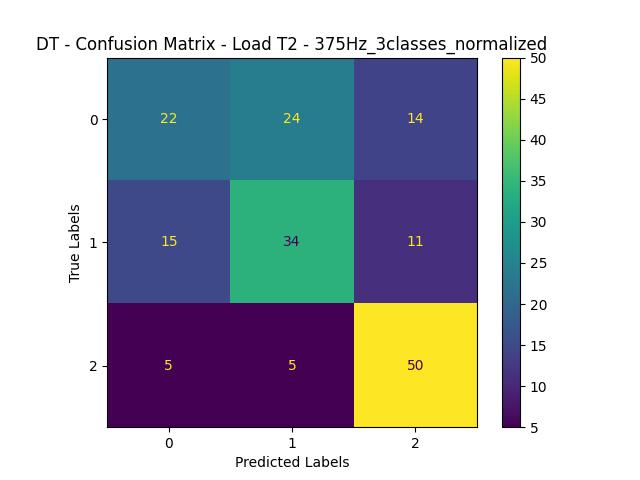 DT - Confusion Matrix - Load T2 - 375Hz_3classes_normalized
50
45
40
35
30
25
20
15
10
5
True Labels
0
22 24 14
1
15 34 11
2
5 5 50
0 1 2
Predicted Labels